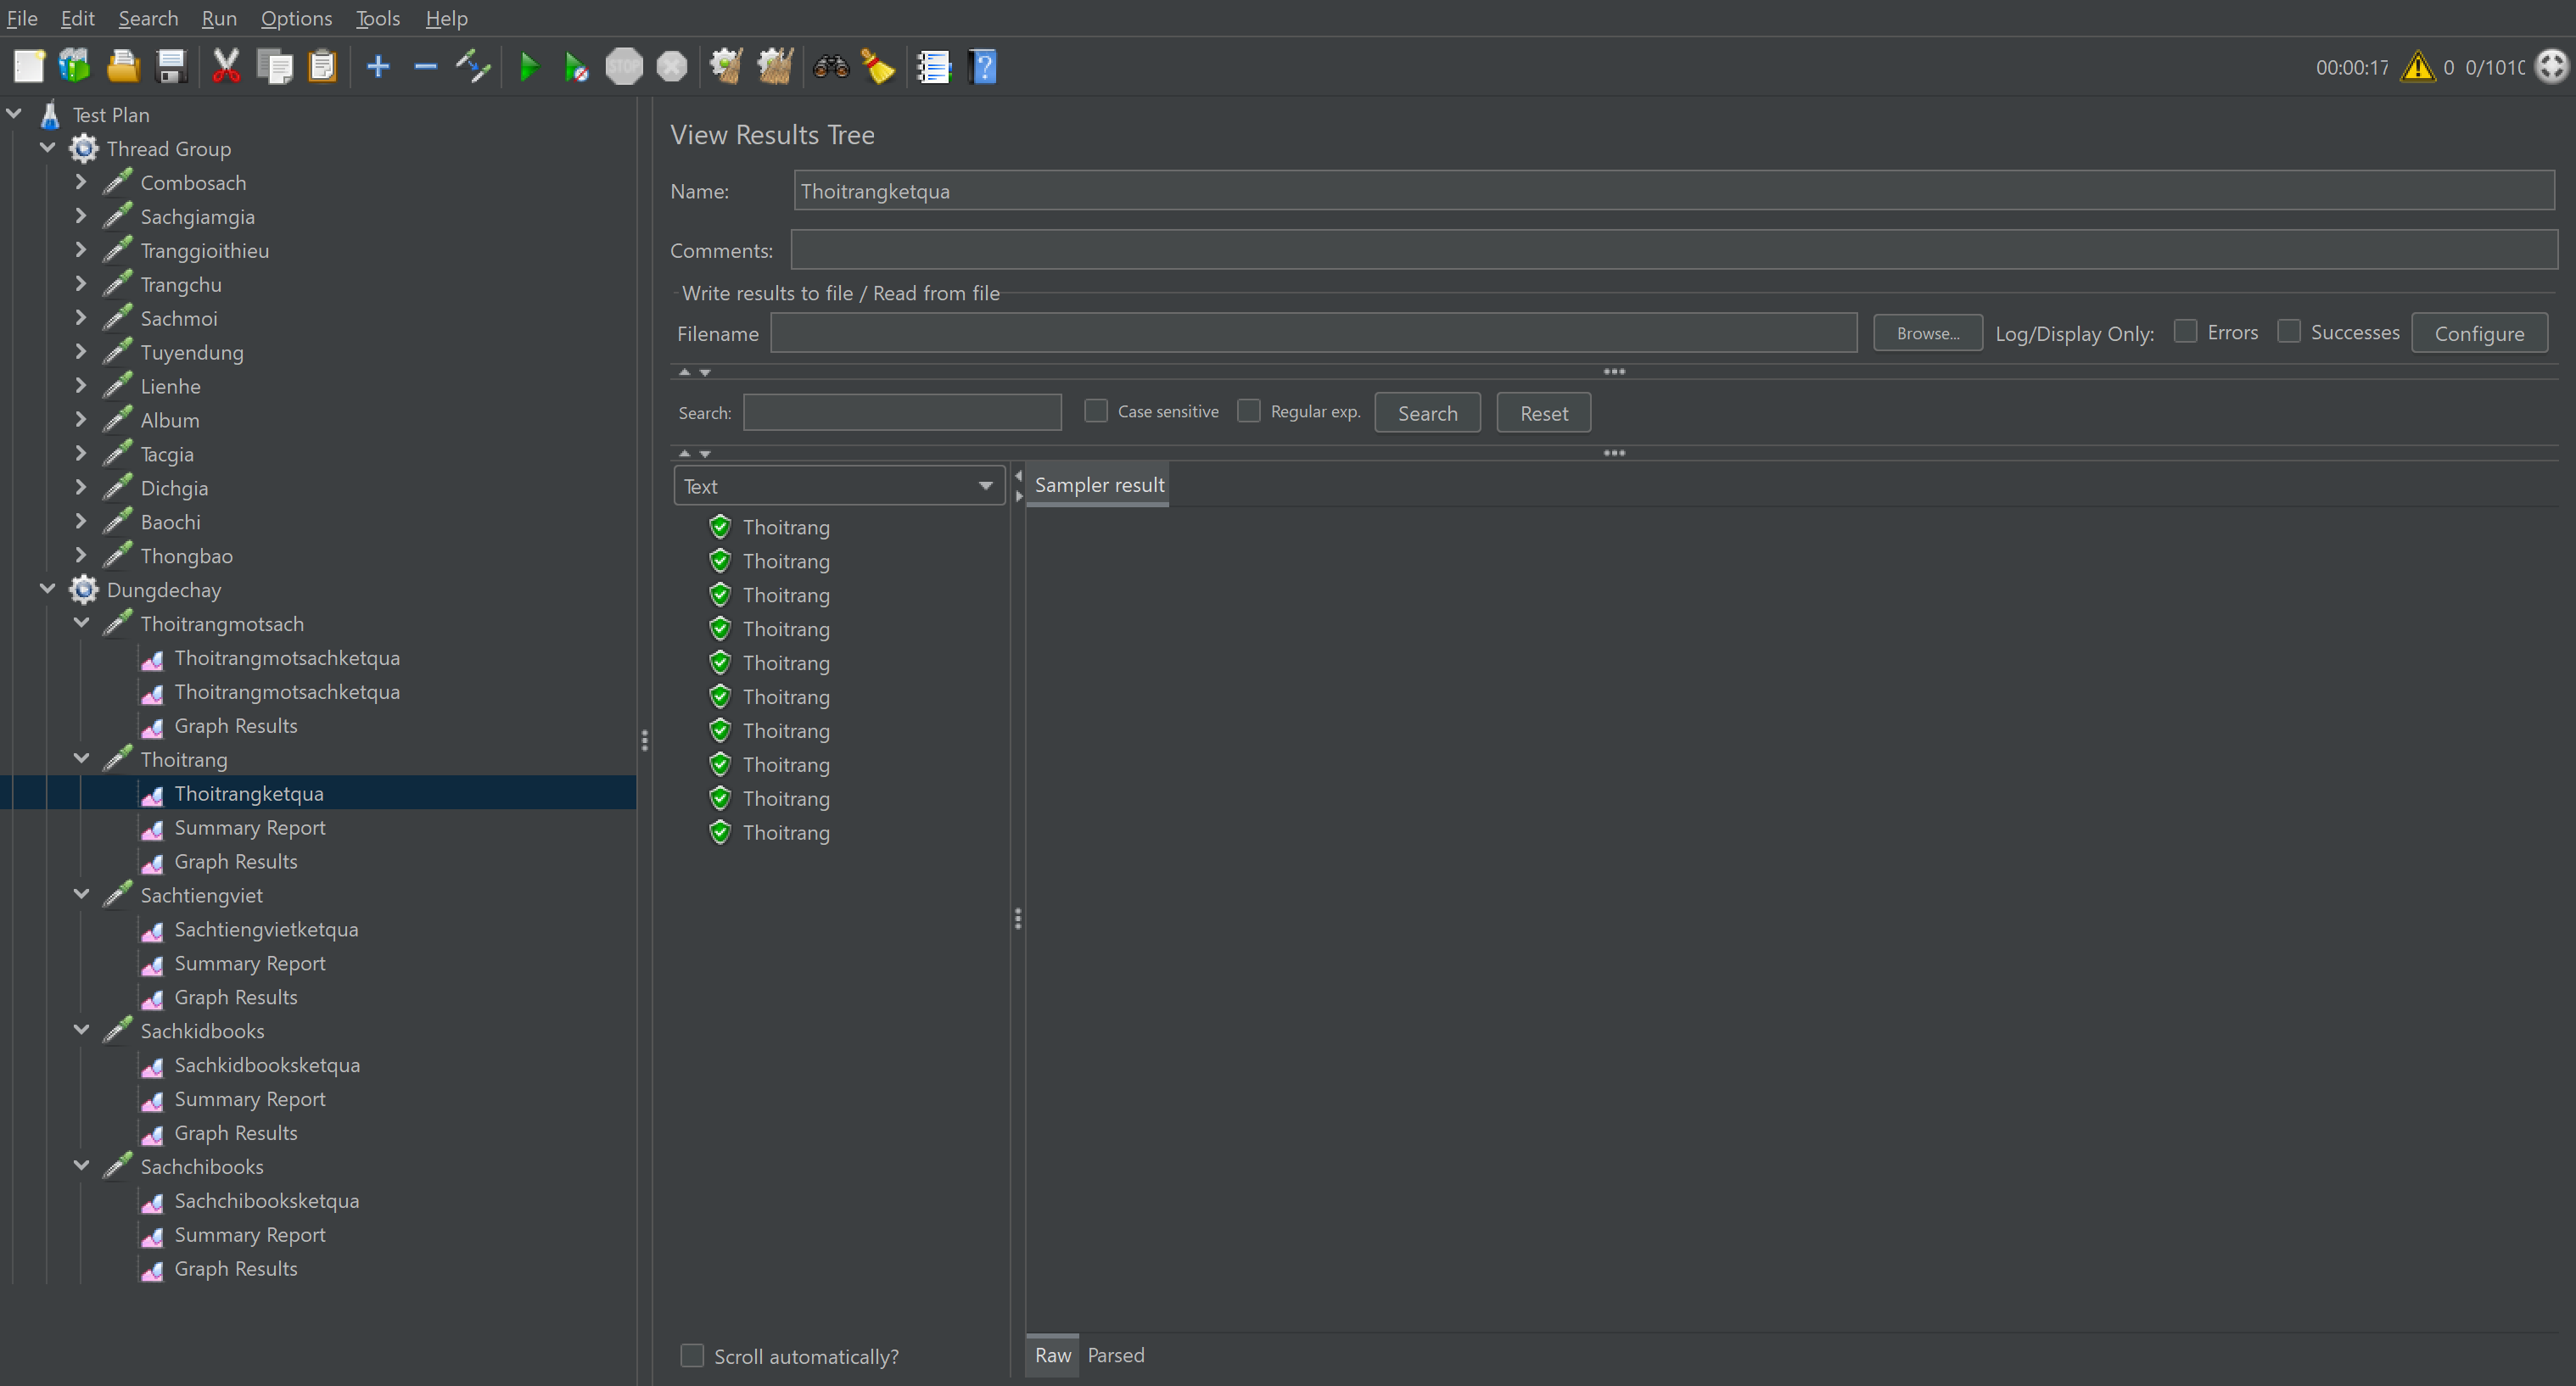 File Edit Search Run Options Tools Help
STOP
00:00:17 0 0/1010
Test Plan
Thread Group
Combosach
Sachgiamgia
Tranggioithieu
Trangchu
Sachmoi
Tuyendung
Lienhe
Album
Tacgia
Dichgia
Baochi
Thongbao
Dungdechay
Thoitrangmotsach
Thoitrangmotsachketqua
Thoitrangmotsachketqua
Graph Results
Thoitrang
Thoitrangketqua
Summary Report
Graph Results
Sachtiengviet
Sachtiengvietketqua
Summary Report
Graph Results
Sachkidbooks
Sachkidbooksketqua
Summary Report
Graph Results
Sachchibooks
Sachchibooksketqua
Summary Report
Graph Results
View Results Tree
Name: Thoitrangketqua
Comments:
Write results to file / Read from file
Filename Browse... Log/Display Only: Errors Successes Configure
Search: Case sensitive Regular exp. Search Reset
Text
Sampler result
Thoitrang
Thoitrang
Thoitrang
Thoitrang
Thoitrang
Thoitrang
Thoitrang
Thoitrang
Thoitrang
Thoitrang
Scroll automatically?
Raw Parsed